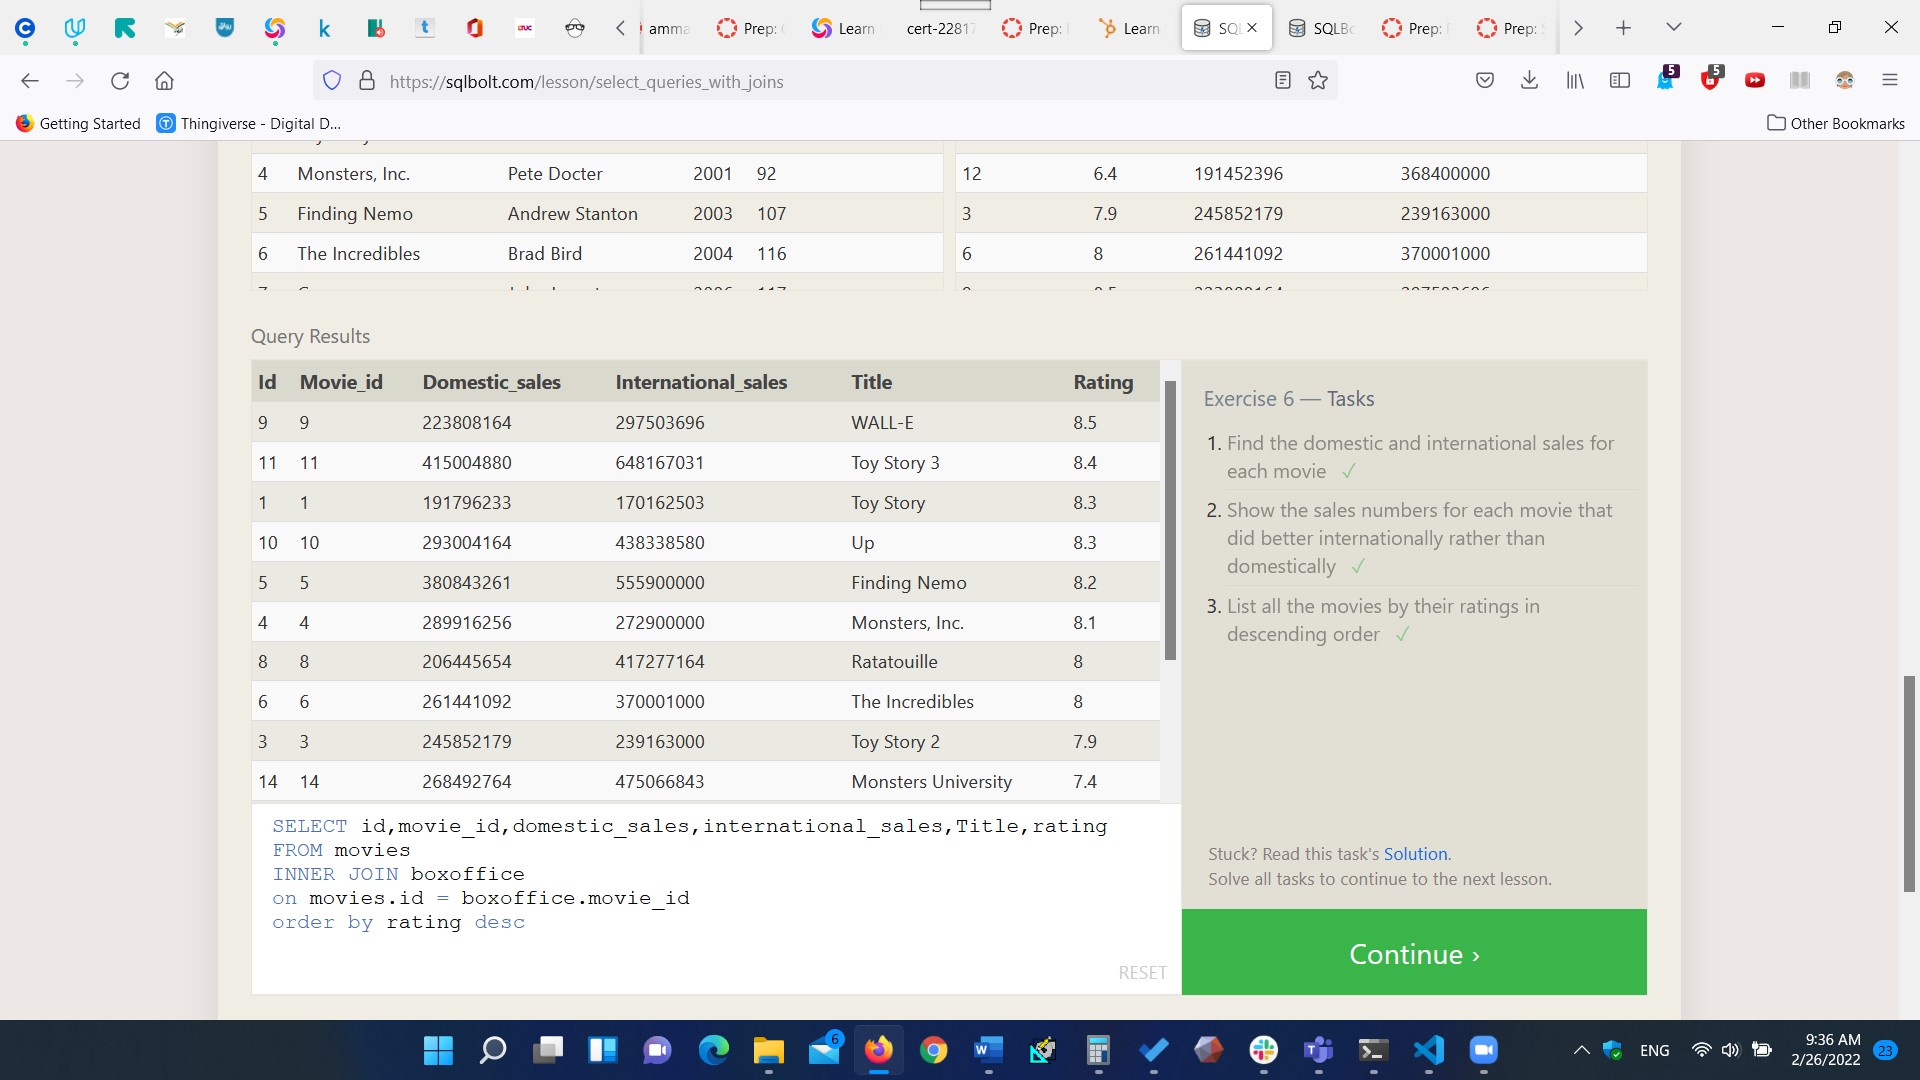 amma
Prep: (
Learn
cert-22817
Prep: I
Learn
SQL
SQLBo
Prep: I
Prep: S
https://sqlbolt.com/lesson/select_queries_with_joins
5
5
Getting Started
Thingiverse - Digital D...
Other Bookmarks
4 Monsters, Inc. Pete Docter 2001 92
12 6.4 191452396 368400000
5 Finding Nemo Andrew Stanton 2003 107
3 7.9 245852179 239163000
6 The Incredibles Brad Bird 2004 116
6 8 261441092 370001000
Query Results
Id Movie_id Domestic_sales International_sales Title Rating
9 9 223808164 297503696 WALL-E 8.5
11 11 415004880 648167031 Toy Story 3 8.4
1 1 191796233 170162503 Toy Story 8.3
10 10 293004164 438338580 Up 8.3
5 5 380843261 555900000 Finding Nemo 8.2
4 4 289916256 272900000 Monsters, Inc. 8.1
8 8 206445654 417277164 Ratatouille 8
6 6 261441092 370001000 The Incredibles 8
3 3 245852179 239163000 Toy Story 2 7.9
14 14 268492764 475066843 Monsters University 7.4
Exercise 6 — Tasks
1. Find the domestic and international sales for
each movie ✓
2. Show the sales numbers for each movie that
did better internationally rather than
domestically ✓
3. List all the movies by their ratings in
descending order ✓
SELECT id,movie_id,domestic_sales,international_sales,Title,rating
FROM movies
INNER JOIN boxoffice
on movies.id = boxoffice.movie_id
order by rating desc
RESET
Stuck? Read this task's Solution.
Solve all tasks to continue to the next lesson.
Continue ›
6
ENG
9:36 AM
2/26/2022
23